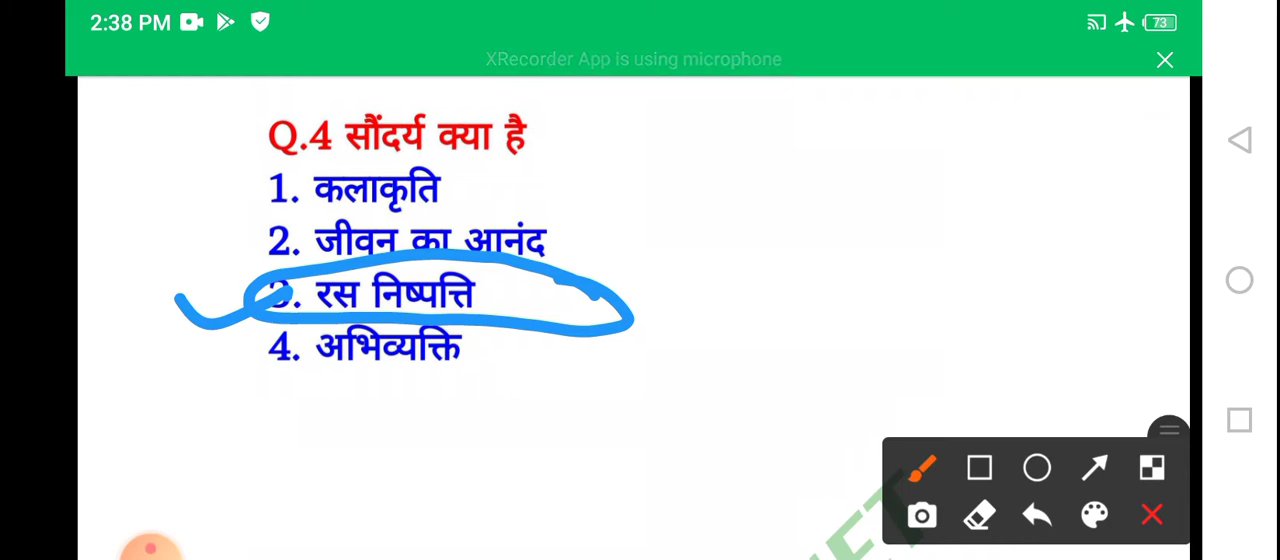 2:38 PM
73
XRecorder App is using microphone
Q.4 सौंदर्य क्या है
1. कलाकृति
2. जीवन का आनंद
3. रस निष्पत्ति
4. अभिव्यक्ति